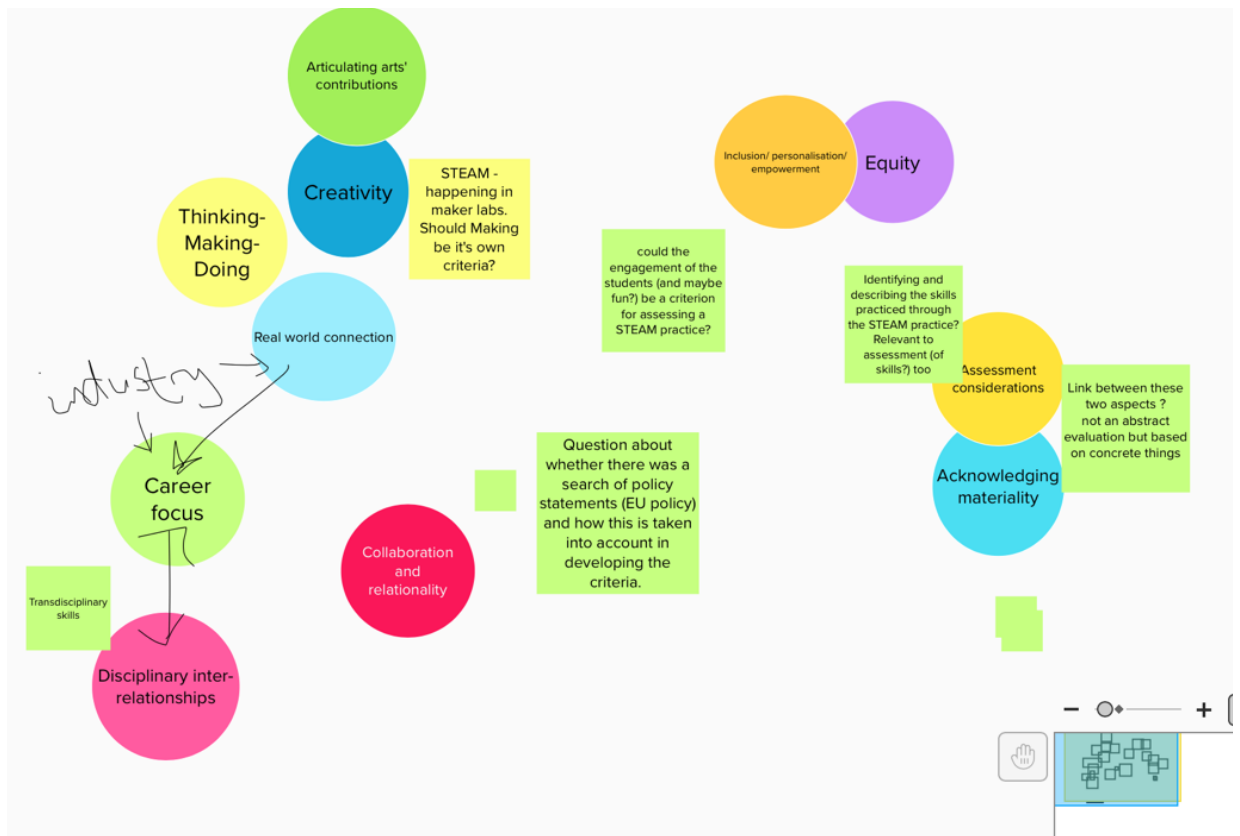 Articulating arts'
contributions
Creativity
STEAM -
happening in
maker labs.
Should Making
be it's own
criteria?
Thinking-
Making-
Doing
Real world connection
industry
Career
focus
Transdisciplinary
skills
Disciplinary inter-
relationships
Collaboration
and
relationality
Question about
whether there was a
search of policy
statements (EU policy)
and how this is taken
into account in
developing the
criteria.
Inclusion/ personalisation/
empowerment
Equity
could the
engagement of the
students (and maybe
fun?) be a criterion
for assessing a
STEAM practice?
Identifying and
describing the skills
practiced through
the STEAM practice?
Relevant to
assessment (of
skills?) too
Assessment
considerations
Link between these
two aspects ?
not an abstract
evaluation but based
on concrete things
Acknowledging
materiality